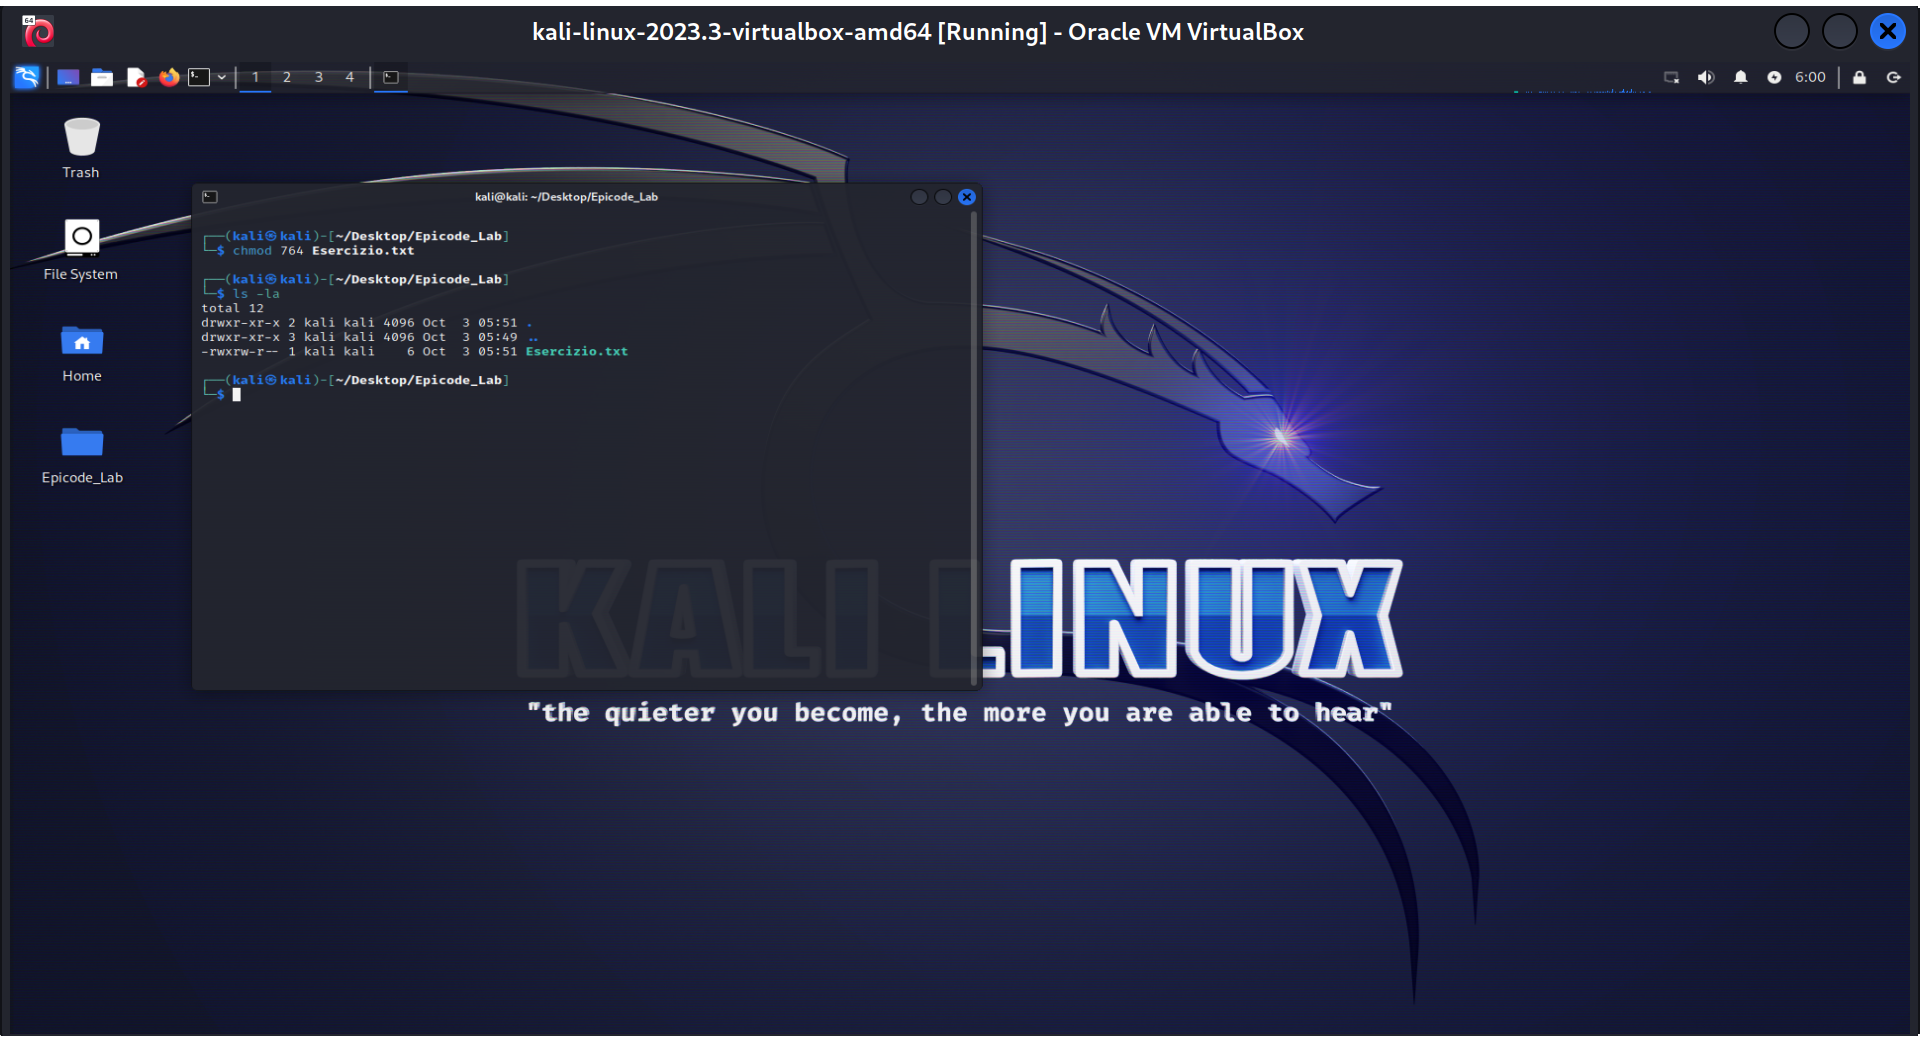 64
kali-linux-2023.3-virtualbox-amd64 [Running] - Oracle VM VirtualBox
1 2 3 4
6:00
Trash
File System
Home
Epicode_Lab
kali@kali: ~/Desktop/Epicode_Lab
┌──(kali㉿kali)-[~/Desktop/Epicode_Lab]
└─$ chmod 764 Esercizio.txt
┌──(kali㉿kali)-[~/Desktop/Epicode_Lab]
└─$ ls -la
total 12
drwxr-xr-x 2 kali kali 4096 Oct  3 05:51 .
drwxr-xr-x 3 kali kali 4096 Oct  3 05:49 ..
-rwxrw-r-- 1 kali kali    6 Oct  3 05:51 Esercizio.txt
┌──(kali㉿kali)-[~/Desktop/Epicode_Lab]
└─$
KALI LINUX
"the quieter you become, the more you are able to hear"